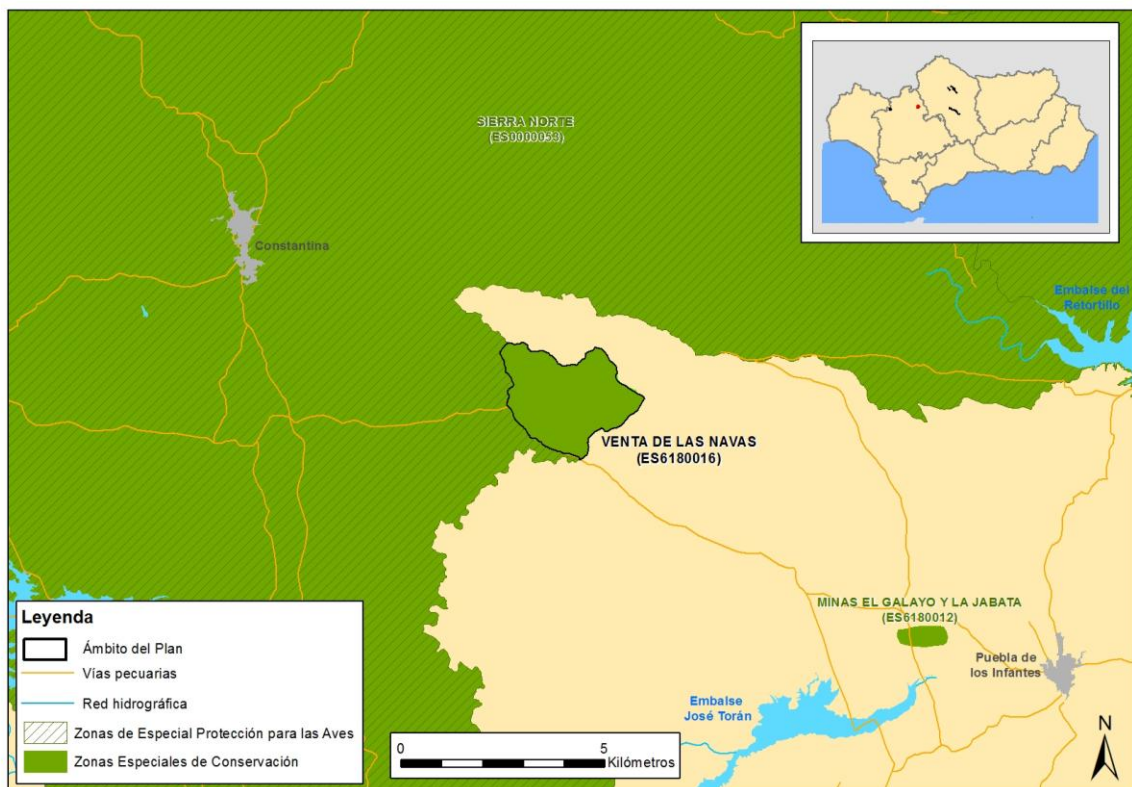 SIERRA NORTE
(ES0000053)
Constantina
Embalse del
Retortillo
VENTA DE LAS NAVAS
(ES6180016)
MINAS EL GALAYO Y LA JABATA
(ES6180012)
Puebla de
los Infantes
Embalse
José Torán
Leyenda
Ámbito del Plan
Vías pecuarias
Red hidrográfica
Zonas de Especial Protección para las Aves
Zonas Especiales de Conservación
0 5
Kilómetros
N